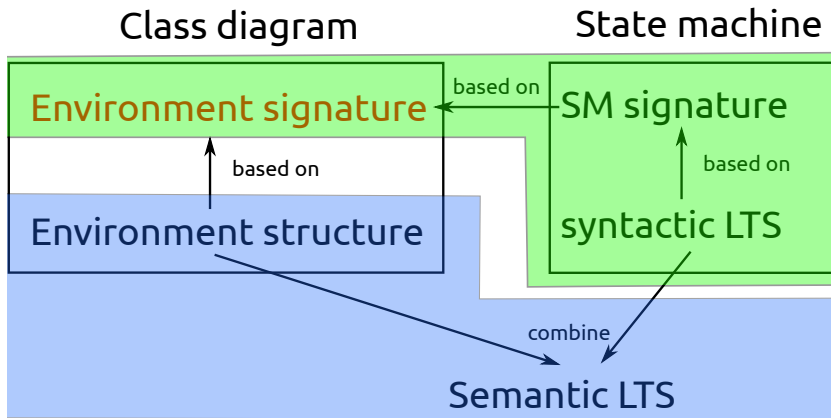 Class diagram
State machine
Environment signature
based on
SM signature
based on
based on
Environment structure
syntactic LTS
combine
Semantic LTS